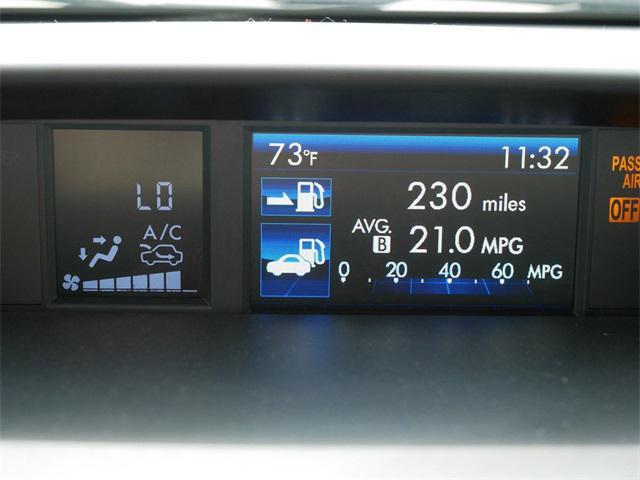 LO
A/C
73°F 11:32
230 miles
AVG. B 21.0 MPG
0 20 40 60 MPG
PASS
AIR
OFF